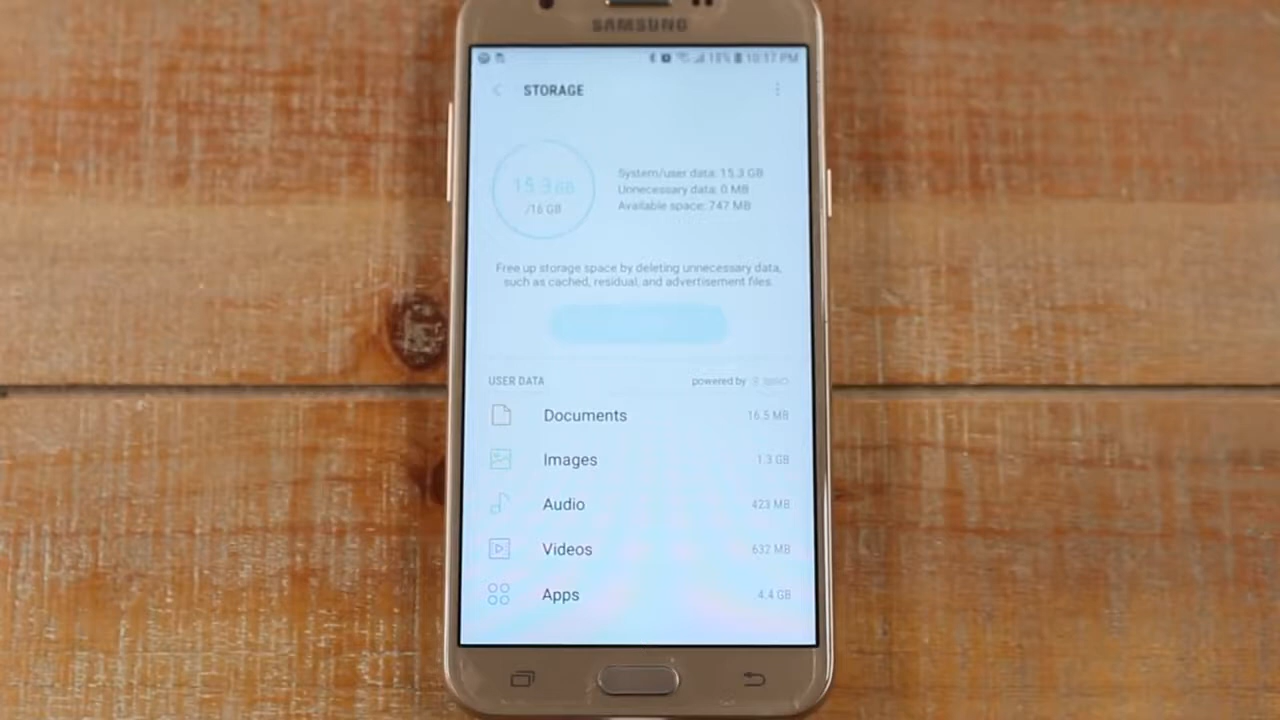 SAMSUNG
10:17 PM
STORAGE
15.3 GB
/16 GB
System/user data: 15.3 GB
Unnecessary data: 0 MB
Available space: 747 MB
Free up storage space by deleting unnecessary data,
such as cached, residual, and advertisement files.
USER DATA powered by
Documents 16.5 MB
Images 1.3 GB
Audio 423 MB
Videos 632 MB
Apps 4.4 GB